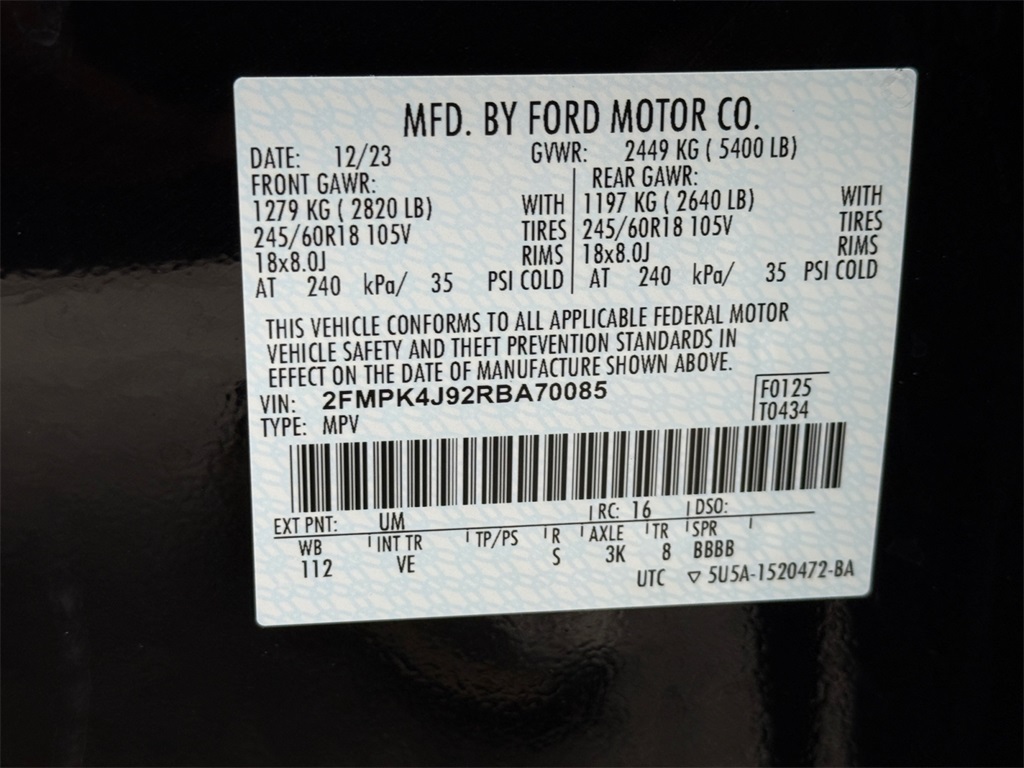 MFD. BY FORD MOTOR CO.
DATE: 12/23 GVWR: 2449 KG ( 5400 LB)
FRONT GAWR: REAR GAWR:
1279 KG ( 2820 LB) WITH 1197 KG ( 2640 LB) WITH
245/60R18 105V TIRES 245/60R18 105V TIRES
18x8.0J RIMS 18x8.0J RIMS
AT 240 kPa/ 35 PSI COLD AT 240 kPa/ 35 PSI COLD
THIS VEHICLE CONFORMS TO ALL APPLICABLE FEDERAL MOTOR
VEHICLE SAFETY AND THEFT PREVENTION STANDARDS IN
EFFECT ON THE DATE OF MANUFACTURE SHOWN ABOVE.
VIN: 2FMPK4J92RBA70085 F0125
TYPE: MPV T0434
EXT PNT: UM RC: 16 DSO:
WB INT TR TP/PS R AXLE TR SPR
112 VE S 3K 8 BBBB
UTC ▽ 5U5A-1520472-BA